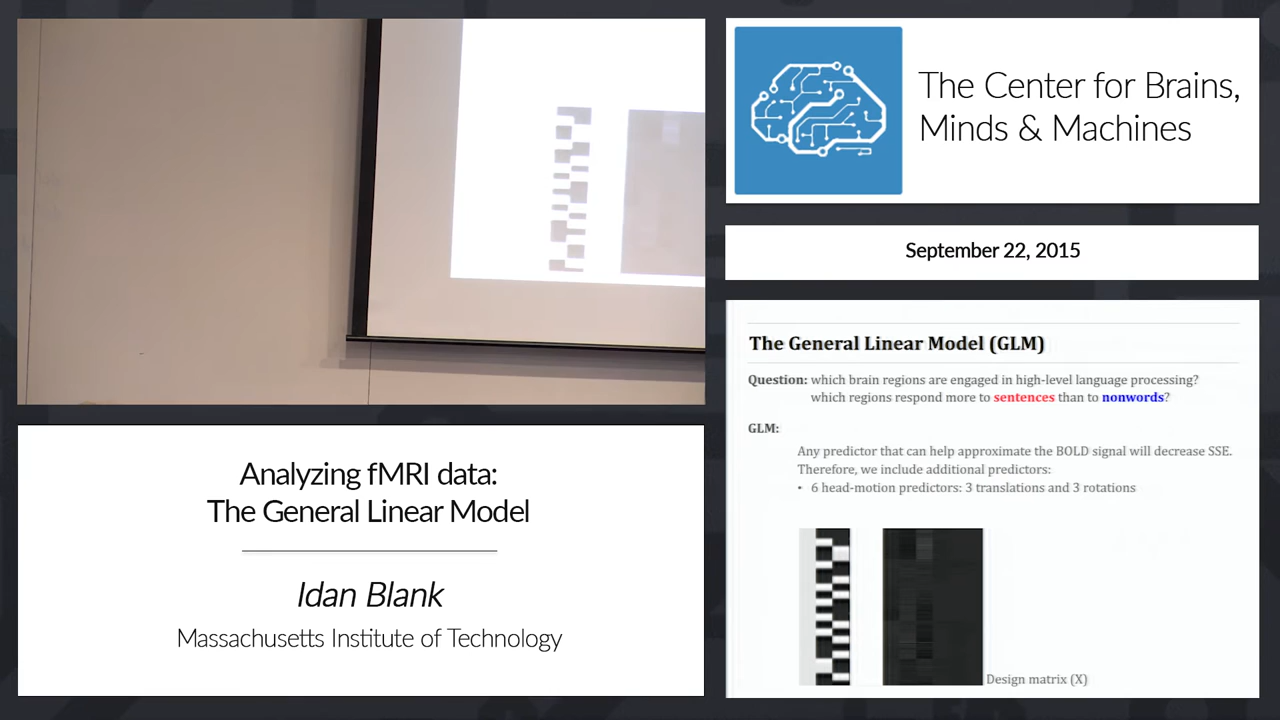 The Center for Brains,
Minds & Machines
September 22, 2015
The General Linear Model (GLM)
Question: which brain regions are engaged in high-level language processing?
which regions respond more to sentences than to nonwords?
GLM:
Any predictor that can help approximate the BOLD signal will decrease SSE.
Therefore, we include additional predictors:
• 6 head-motion predictors: 3 translations and 3 rotations
Design matrix (X)
Analyzing fMRI data:
The General Linear Model
Idan Blank
Massachusetts Institute of Technology